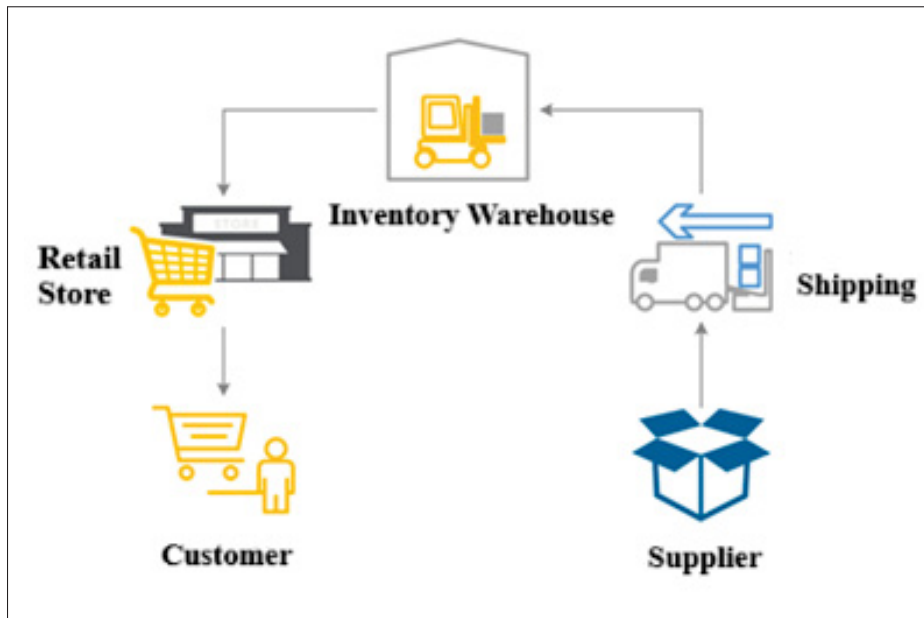 Inventory Warehouse
STORE
Retail
Store
Shipping
Customer
Supplier